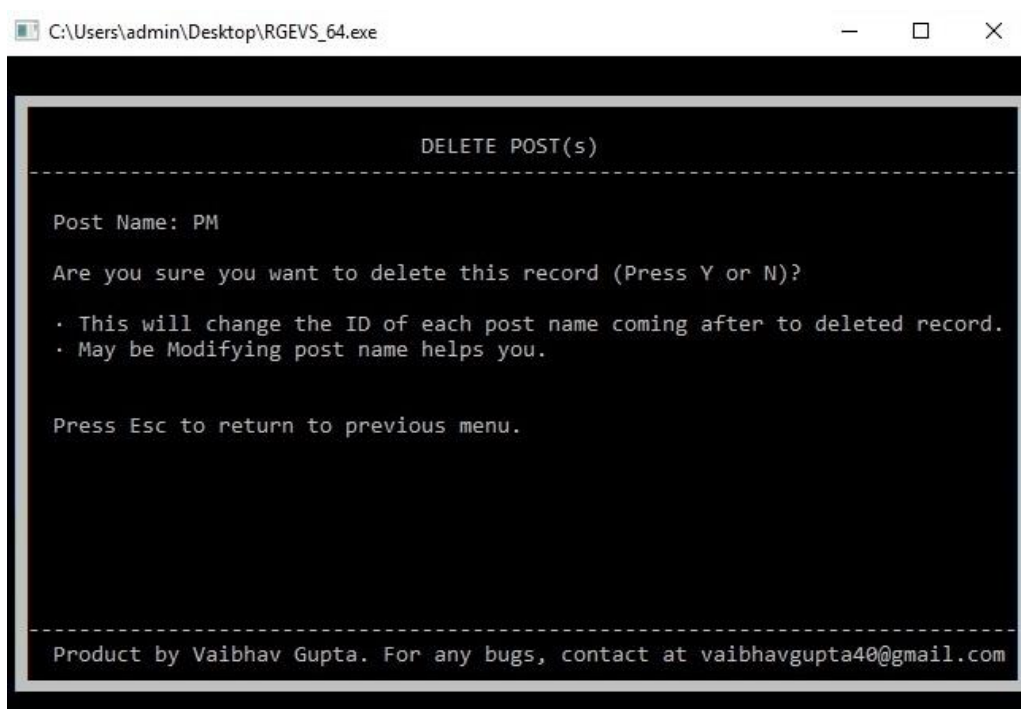 C:\Users\admin\Desktop\RGEVS_64.exe
DELETE POST(s)
Post Name: PM
Are you sure you want to delete this record (Press Y or N)?
· This will change the ID of each post name coming after to deleted record.
· May be Modifying post name helps you.
Press Esc to return to previous menu.
Product by Vaibhav Gupta. For any bugs, contact at vaibhavgupta40@gmail.com